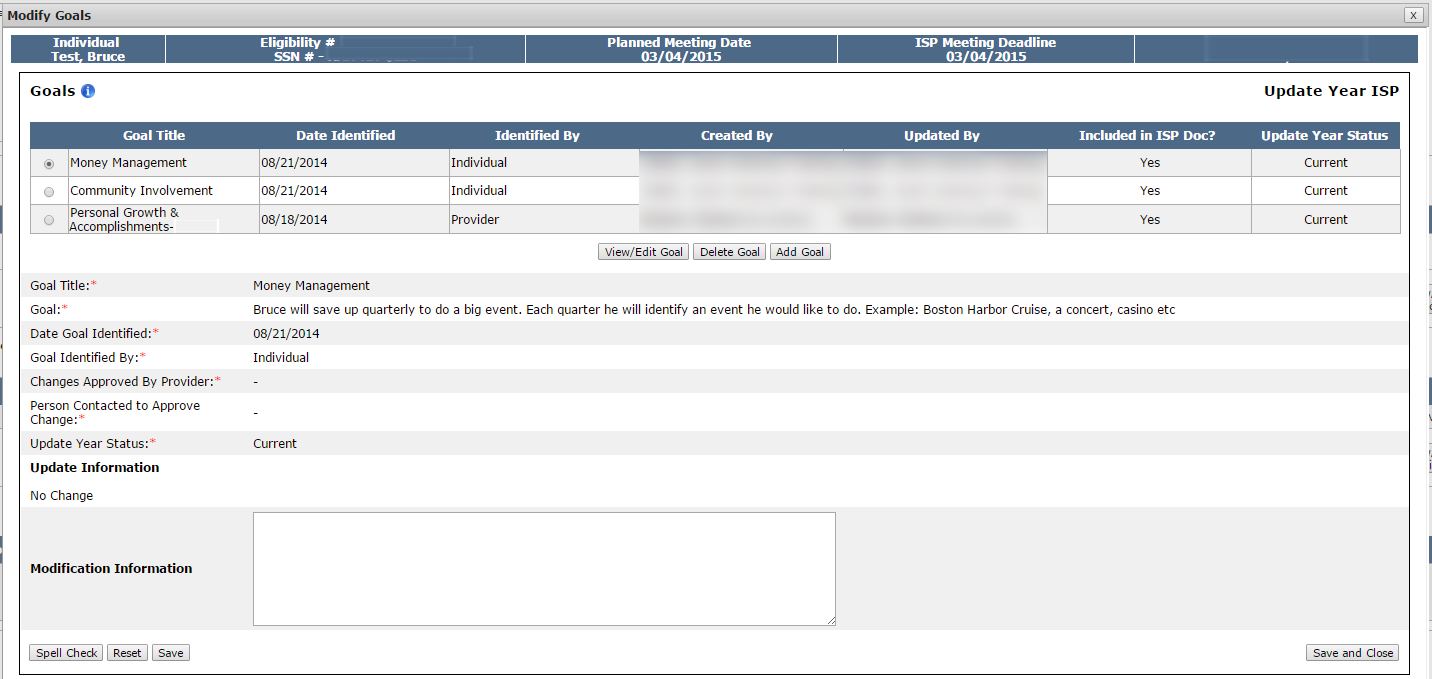 Modify Goals X
Individual Eligibility # Planned Meeting Date ISP Meeting Deadline
Test, Bruce SSN # - 03/04/2015 03/04/2015
Goals i Update Year ISP
Goal Title Date Identified Identified By Created By Updated By Included in ISP Doc? Update Year Status
Money Management 08/21/2014 Individual Yes Current
Community Involvement 08/21/2014 Individual Yes Current
Personal Growth &
Accomplishments- 08/18/2014 Provider Yes Current
View/Edit Goal Delete Goal Add Goal
Goal Title:* Money Management
Goal:* Bruce will save up quarterly to do a big event. Each quarter he will identify an event he would like to do. Example: Boston Harbor Cruise, a concert, casino etc
Date Goal Identified:* 08/21/2014
Goal Identified By:* Individual
Changes Approved By Provider:* -
Person Contacted to Approve
Change:* -
Update Year Status:* Current
Update Information
No Change
Modification Information
Spell Check Reset Save Save and Close